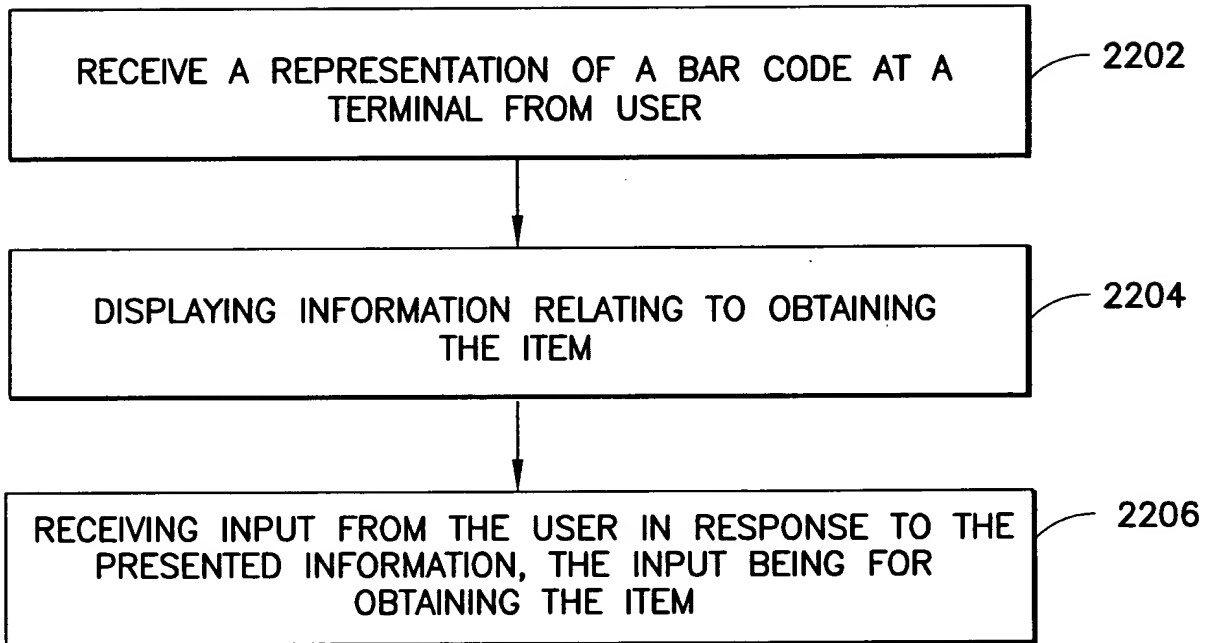 RECEIVE A REPRESENTATION OF A BAR CODE AT A
TERMINAL FROM USER
2202
DISPLAYING INFORMATION RELATING TO OBTAINING
THE ITEM
2204
RECEIVING INPUT FROM THE USER IN RESPONSE TO THE
PRESENTED INFORMATION, THE INPUT BEING FOR
OBTAINING THE ITEM
2206